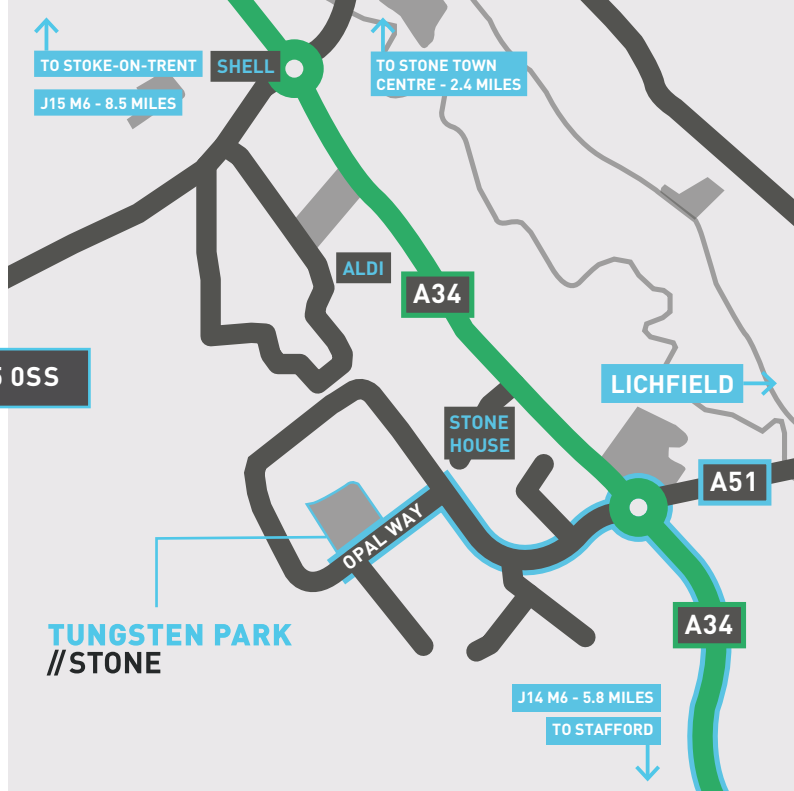 TO STOKE-ON-TRENT
J15 M6 - 8.5 MILES
SHELL
TO STONE TOWN
CENTRE - 2.4 MILES
ALDI
A34
0SS
LICHFIELD
STONE
HOUSE
A51
OPAL WAY
A34
TUNGSTEN PARK
//STONE
J14 M6 - 5.8 MILES
TO STAFFORD